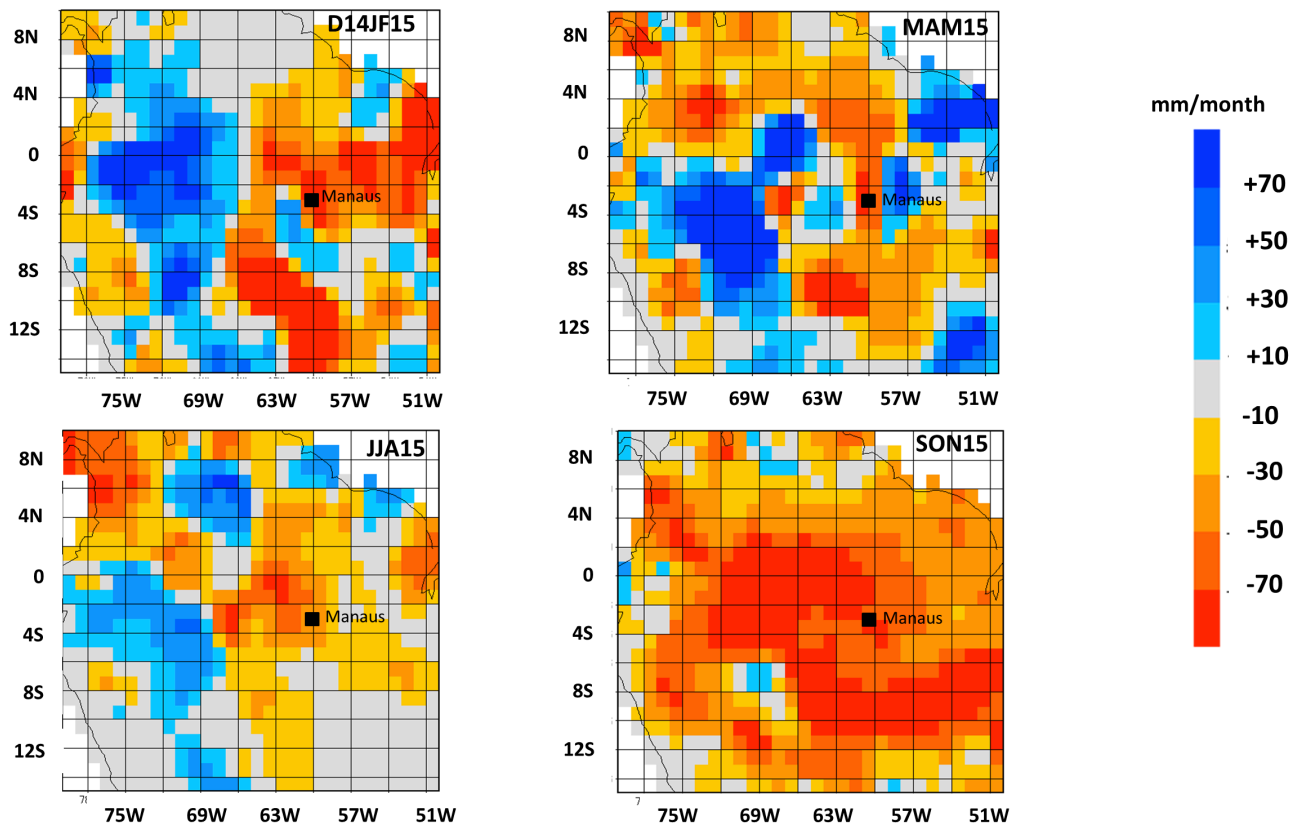 D14JF15
8N
4N
0
4S
8S
12S
Manaus
75W 69W 63W 57W 51W
MAM15
8N
4N
0
4S
8S
12S
Manaus
75W 69W 63W 57W 51W
JJA15
8N
4N
0
4S
8S
12S
Manaus
75W 69W 63W 57W 51W
SON15
8N
4N
0
4S
8S
12S
Manaus
75W 69W 63W 57W 51W
mm/month
+70
+50
+30
+10
-10
-30
-50
-70